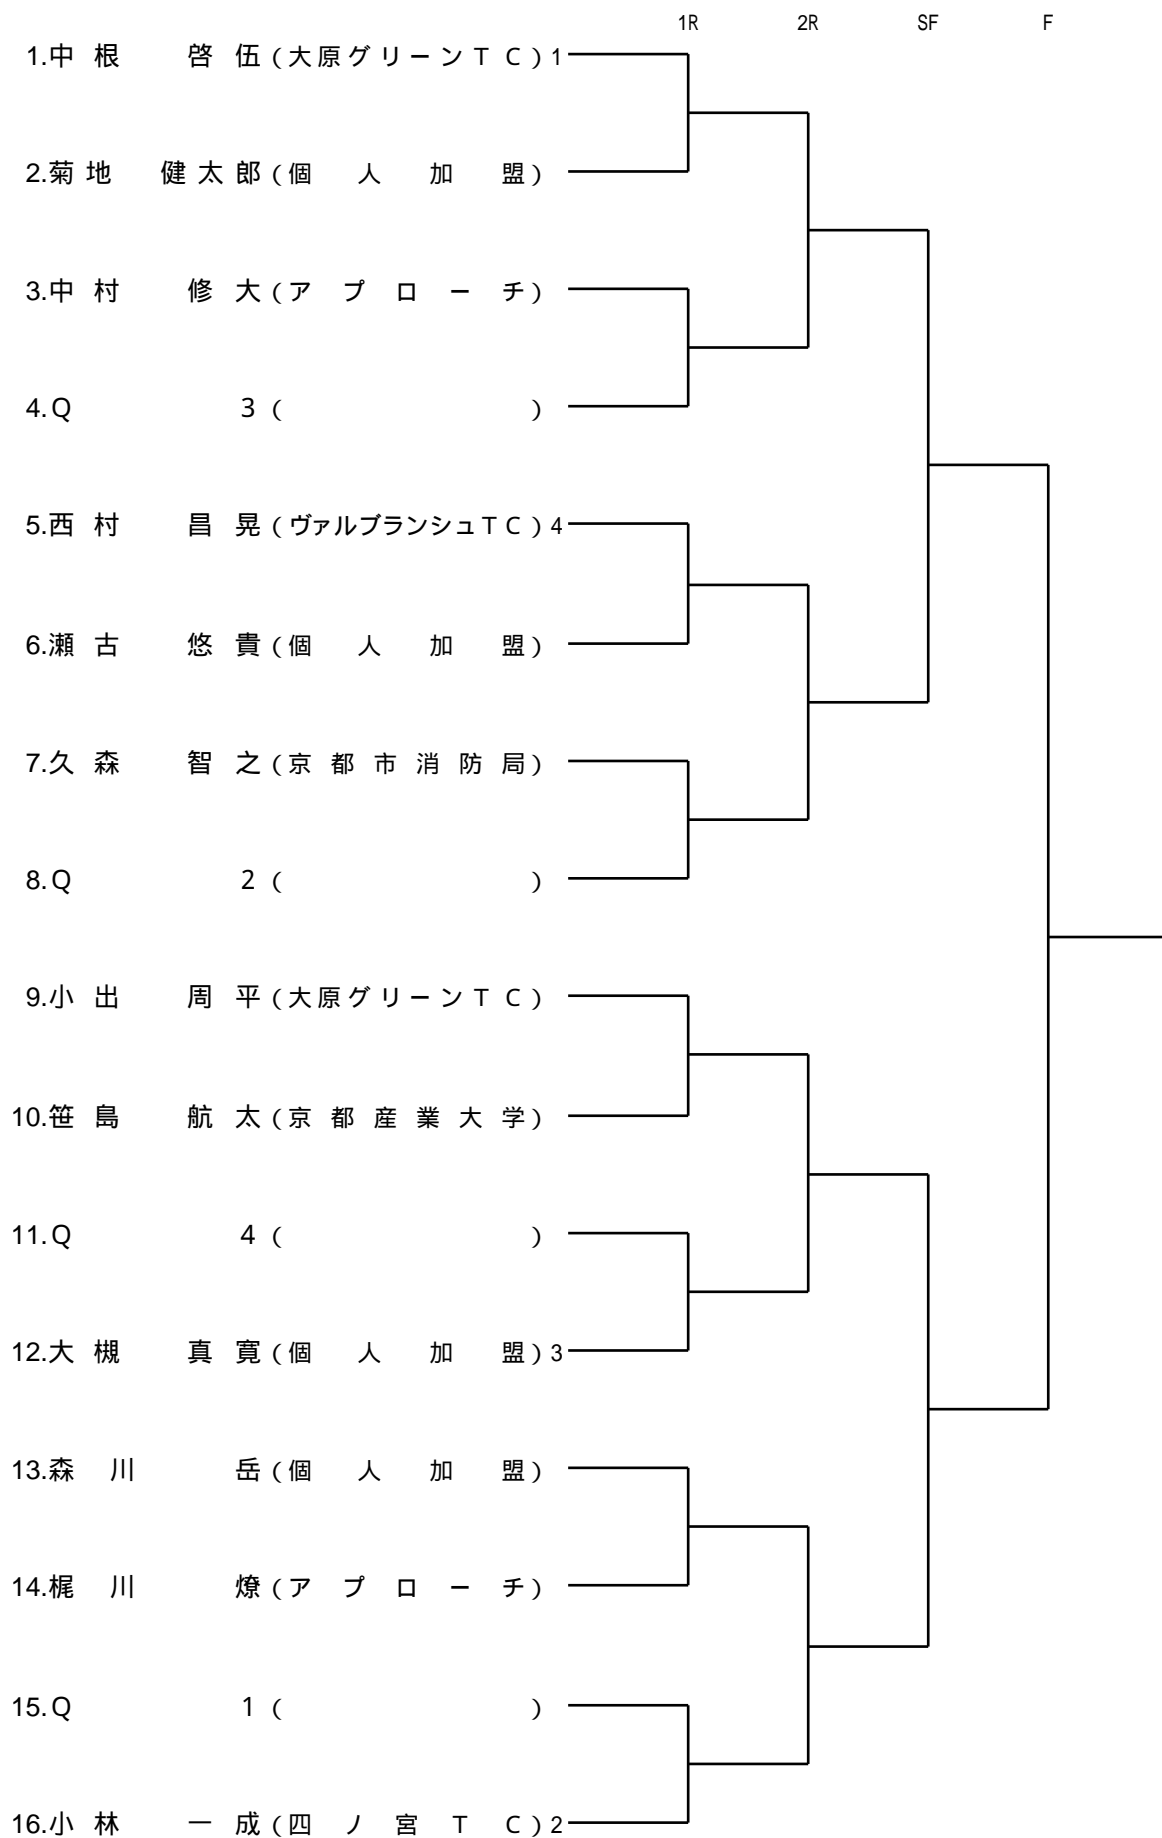 1R 2R SF F
1.中根 啓伍(大原グリーンTC)1
2.菊地 健太郎(個人加盟)
3.中村 修大(アプローチ)
4.Q 3( )
5.西村 昌晃(ヴァルブランシュTC)4
6.瀬古 悠貴(個人加盟)
7.久森 智之(京都市消防局)
8.Q 2( )
9.小出 周平(大原グリーンTC)
10.笹島 航太(京都産業大学)
11.Q 4( )
12.大槻 真寛(個人加盟)3
13.森川 岳(個人加盟)
14.梶川 燎(アプローチ)
15.Q 1( )
16.小林 一成(四ノ宮TC)2